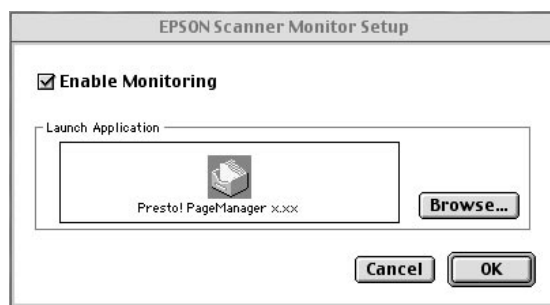 EPSON Scanner Monitor Setup
Enable Monitoring
Launch Application
Presto! PageManager x.xx
Browse...
Cancel
OK